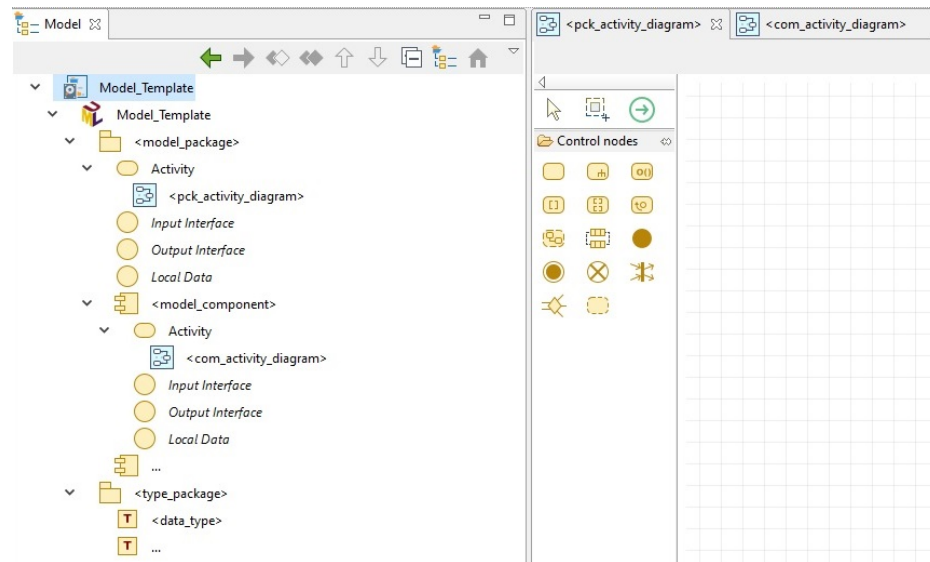 Model
Model_Template
Model_Template
<model_package>
Activity
<pck_activity_diagram>
Input Interface
Output Interface
Local Data
<model_component>
Activity
<com_activity_diagram>
Input Interface
Output Interface
Local Data
...
<type_package>
T <data_type>
T ...
<pck_activity_diagram>
<com_activity_diagram>
Control nodes